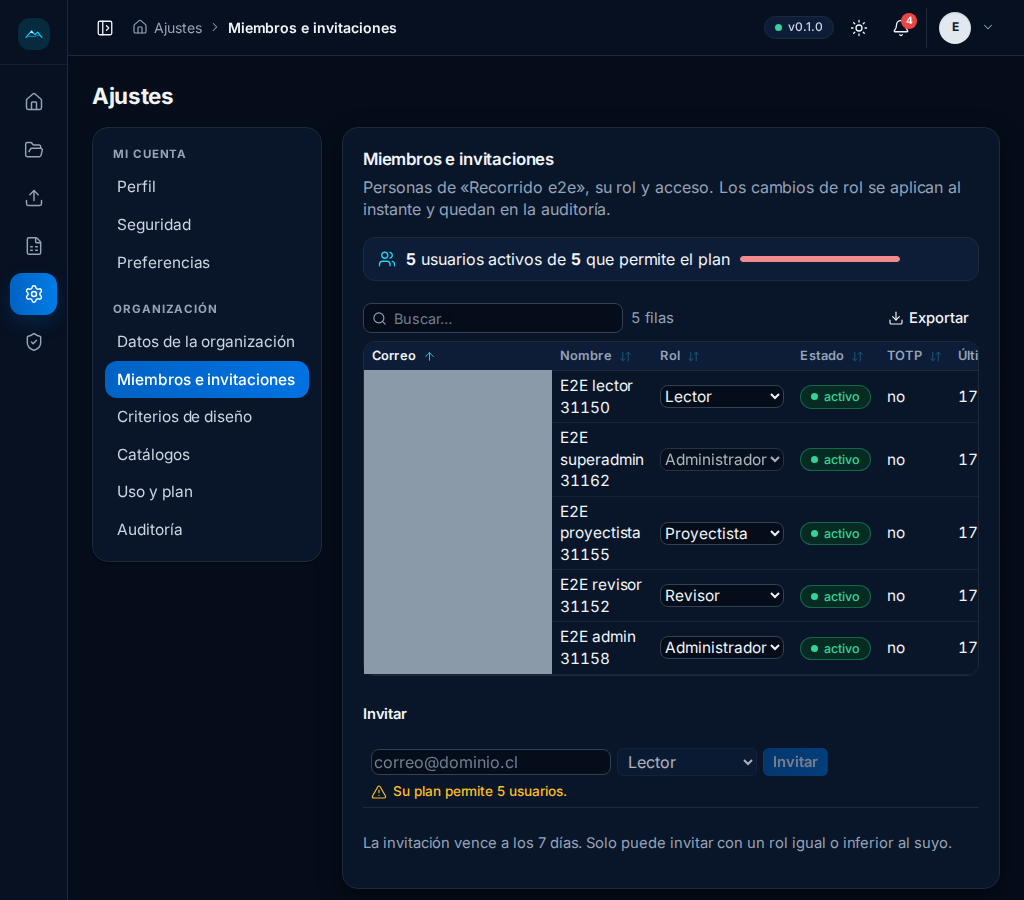 Ajustes
Miembros e invitaciones
v0.1.0
4
E
Ajustes
MI CUENTA
Perfil
Seguridad
Preferencias
ORGANIZACIÓN
Datos de la organización
Miembros e invitaciones
Criterios de diseño
Catálogos
Uso y plan
Auditoría
Miembros e invitaciones
Personas de «Recorrido e2e», su rol y acceso. Los cambios de rol se aplican al
instante y quedan en la auditoría.
5 usuarios activos de 5 que permite el plan
Buscar...
5 filas
Exportar
Correo Nombre Rol Estado TOTP Últi
E2E lector
31150
Lector
activo
no
17
E2E
superadmin
31162
Administrador
activo
no
17
E2E
proyectista
31155
Proyectista
activo
no
17
E2E revisor
31152
Revisor
activo
no
17
E2E admin
31158
Administrador
activo
no
17
Invitar
correo@dominio.cl
Lector
Invitar
Su plan permite 5 usuarios.
La invitación vence a los 7 días. Solo puede invitar con un rol igual o inferior al suyo.